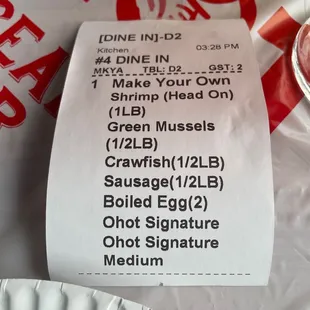 [DINE IN]-D2
Kitchen 03:28 PM
#4 DINE IN
MKYA TBL: D2 GST: 2
1 Make Your Own
Shrimp (Head On)
(1LB)
Green Mussels
(1/2LB)
Crawfish(1/2LB)
Sausage(1/2LB)
Boiled Egg(2)
Ohot Signature
Ohot Signature
Medium